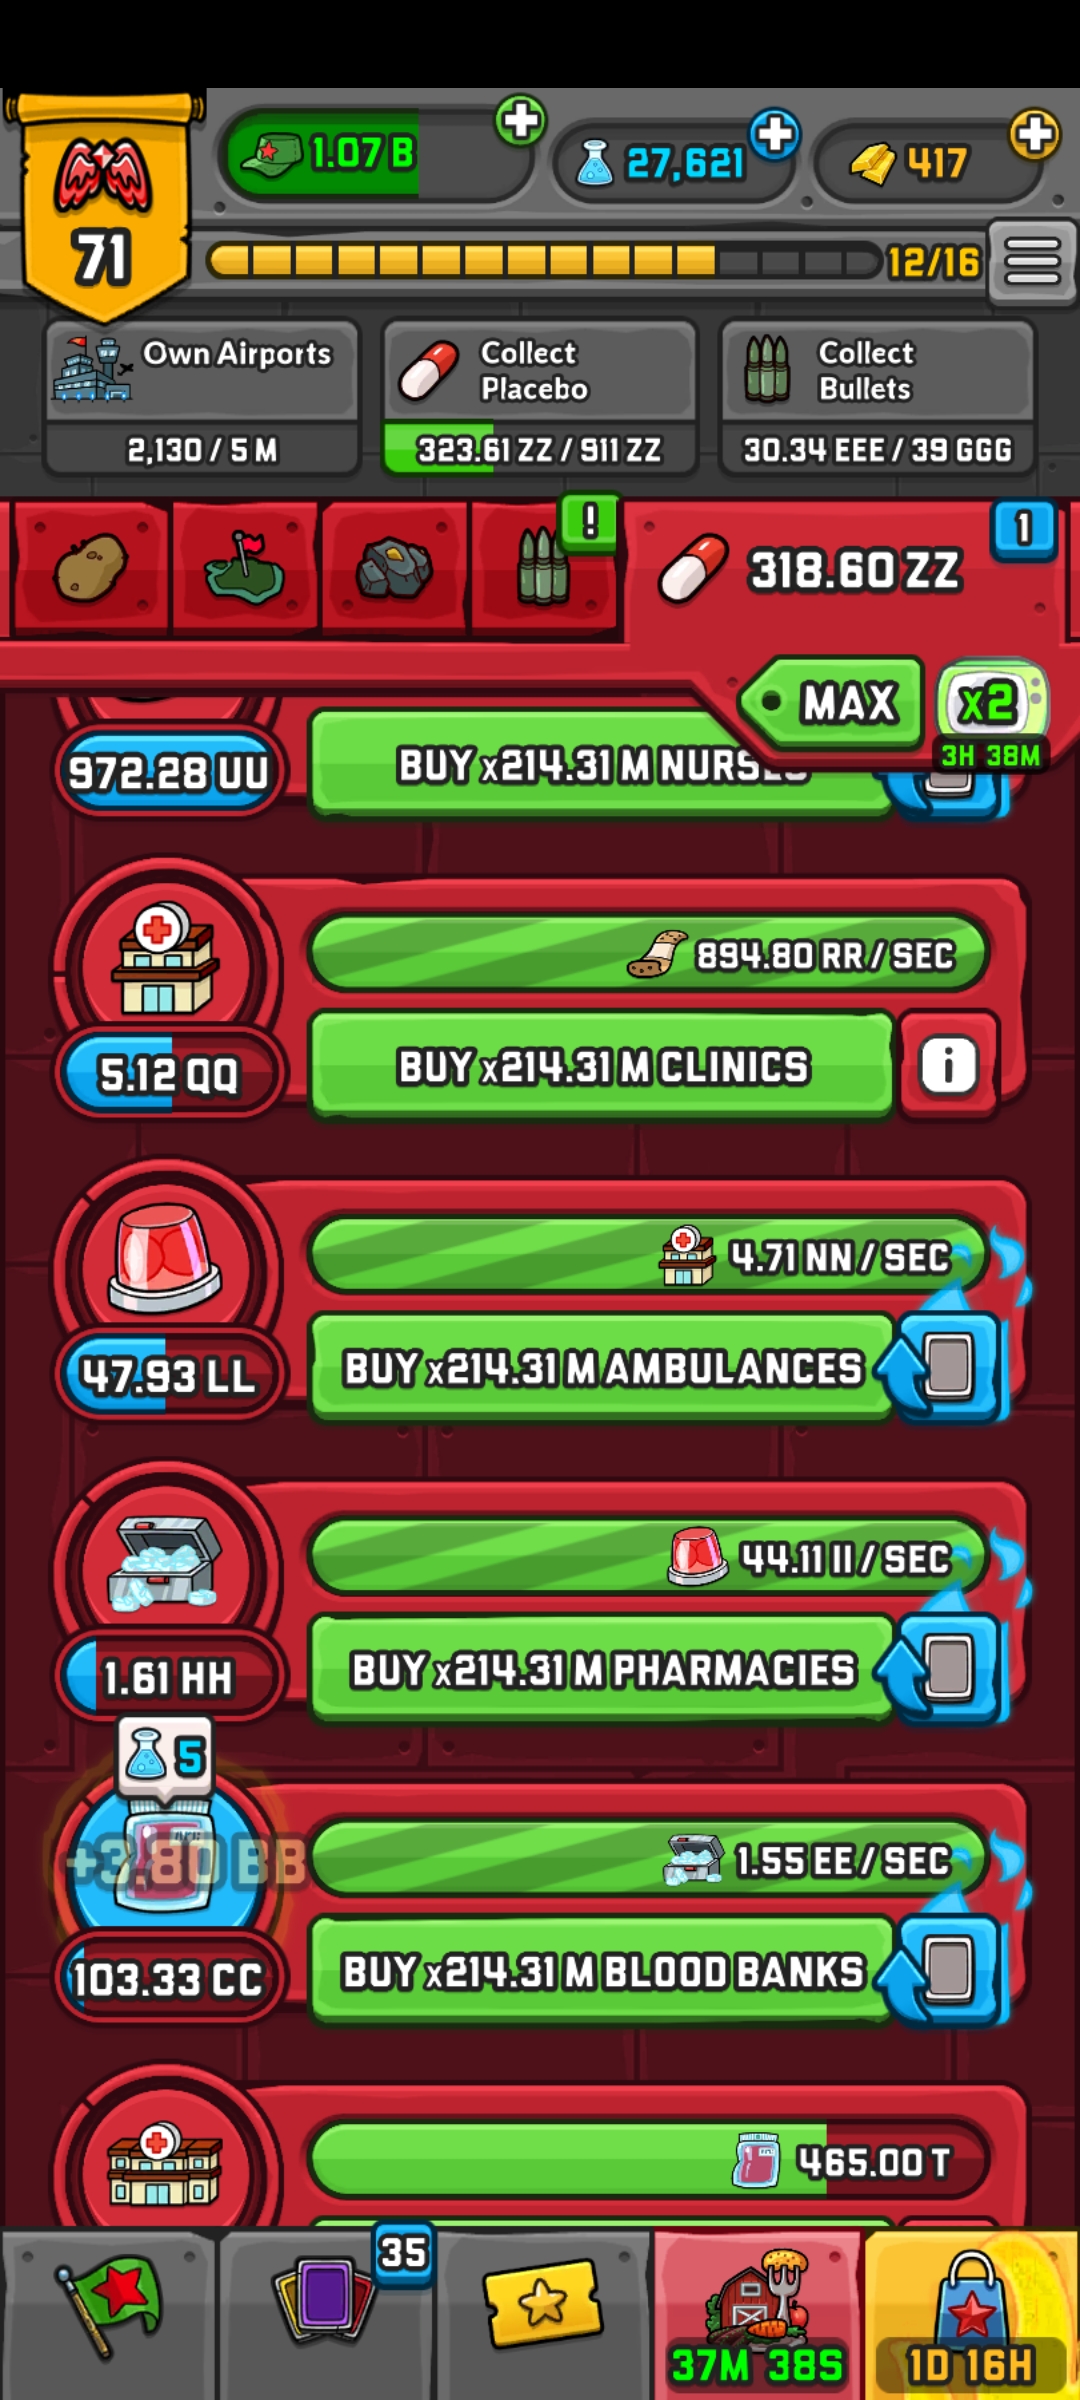 1.07 B
27,621
417
71
12/16
Own Airports
2,130 / 5 M
Collect
Placebo
323.61 ZZ / 911 ZZ
Collect
Bullets
30.34 EEE / 39 GGG
!
318.60 ZZ
1
MAX
x2
3H 38M
972.28 UU
BUY x214.31 M NURSES
894.80 RR / SEC
5.12 QQ
BUY x214.31 M CLINICS
i
4.71 NN / SEC
47.93 LL
BUY x214.31 M AMBULANCES
44.11 II / SEC
1.61 HH
BUY x214.31 M PHARMACIES
5
+3.80 BB
1.55 EE / SEC
103.33 CC
BUY x214.31 M BLOOD BANKS
465.00 T
35
37M 38S
1D 16H